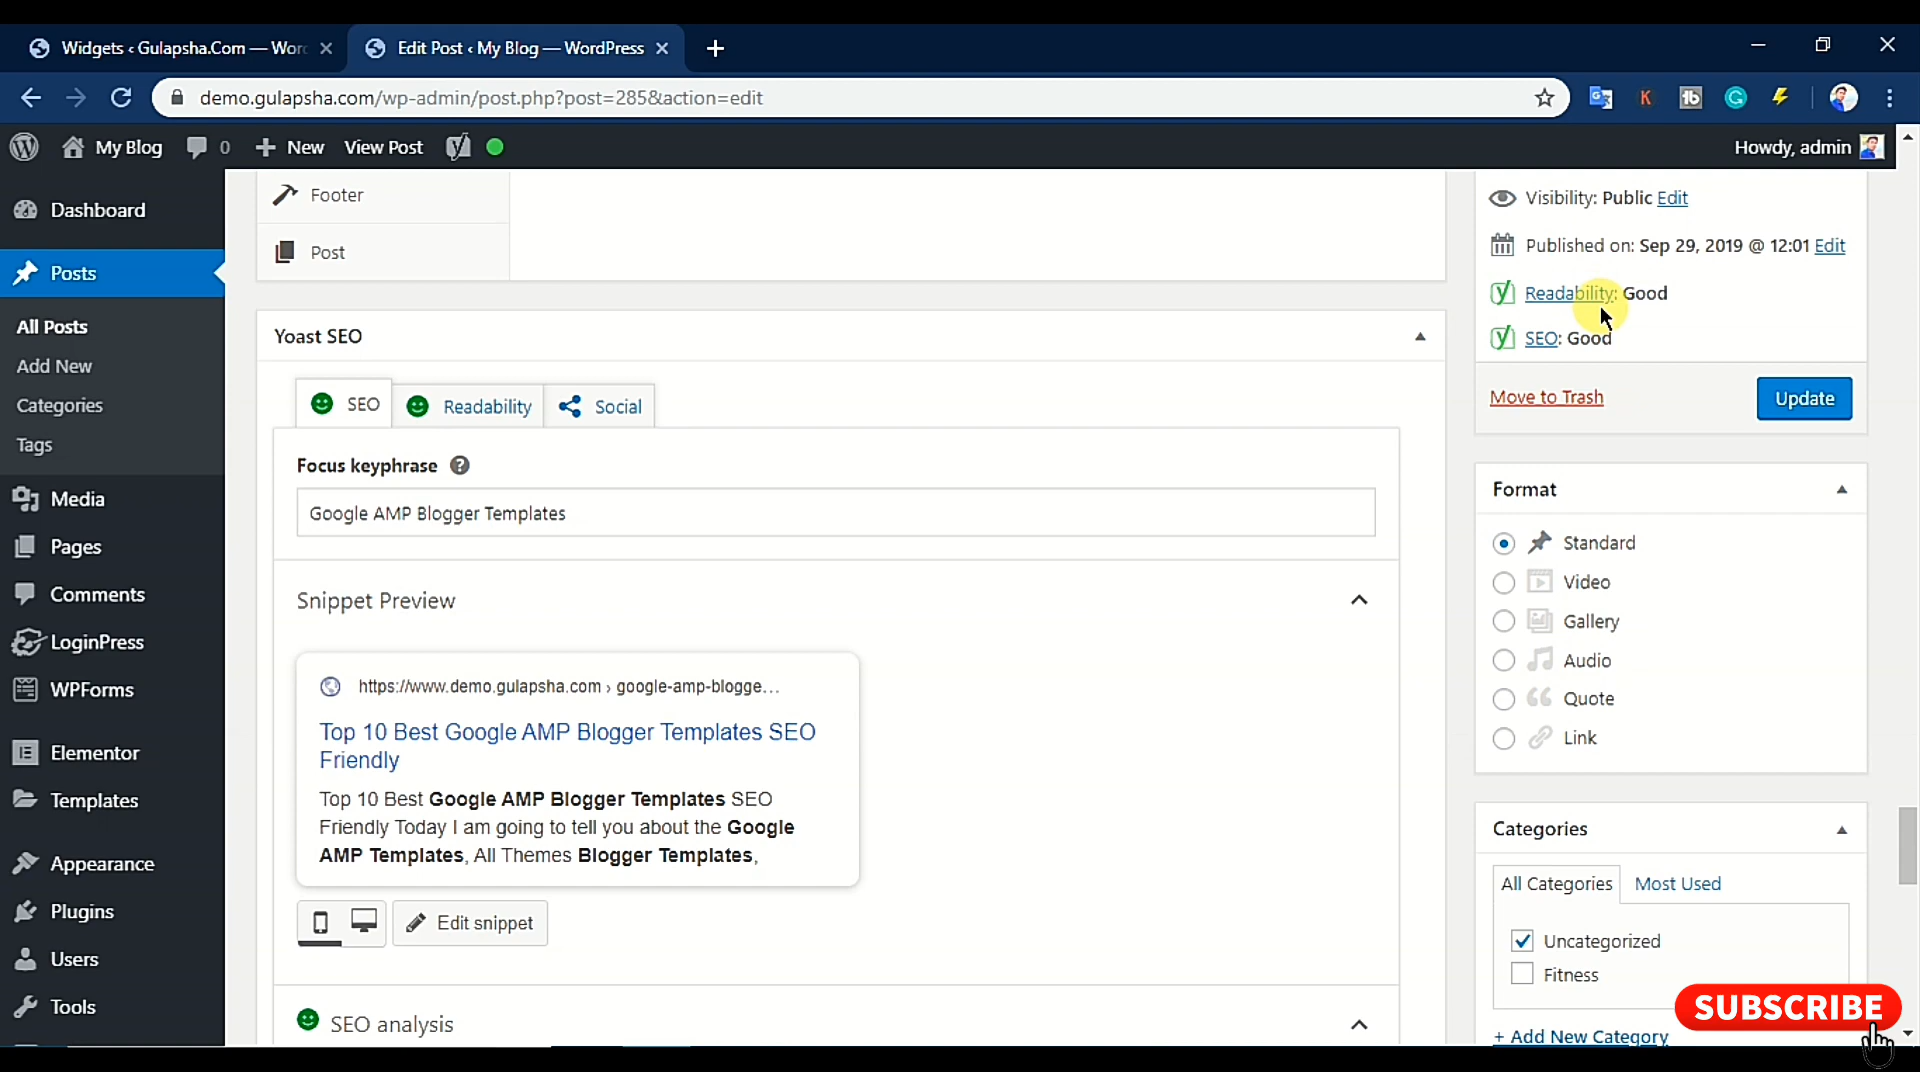 Widgets ‹ Gulapsha.Com — Wor
Edit Post ‹ My Blog — WordPress
demo.gulapsha.com/wp-admin/post.php?post=285&action=edit
My Blog
0
New
View Post
Howdy, admin
Dashboard
Posts
All Posts
Add New
Categories
Tags
Media
Pages
Comments
LoginPress
WPForms
Elementor
Templates
Appearance
Plugins
Users
Tools
Footer
Post
Yoast SEO
SEO
Readability
Social
Focus keyphrase
Google AMP Blogger Templates
Snippet Preview
https://www.demo.gulapsha.com › google-amp-blogge...
Top 10 Best Google AMP Blogger Templates SEO
Friendly
Top 10 Best Google AMP Blogger Templates SEO
Friendly Today I am going to tell you about the Google
AMP Templates, All Themes Blogger Templates,
Edit snippet
SEO analysis
Visibility: Public Edit
Published on: Sep 29, 2019 @ 12:01 Edit
Readability: Good
SEO: Good
Move to Trash
Update
Format
Standard
Video
Gallery
Audio
Quote
Link
Categories
All Categories
Most Used
Uncategorized
Fitness
+ Add New Category
SUBSCRIBE